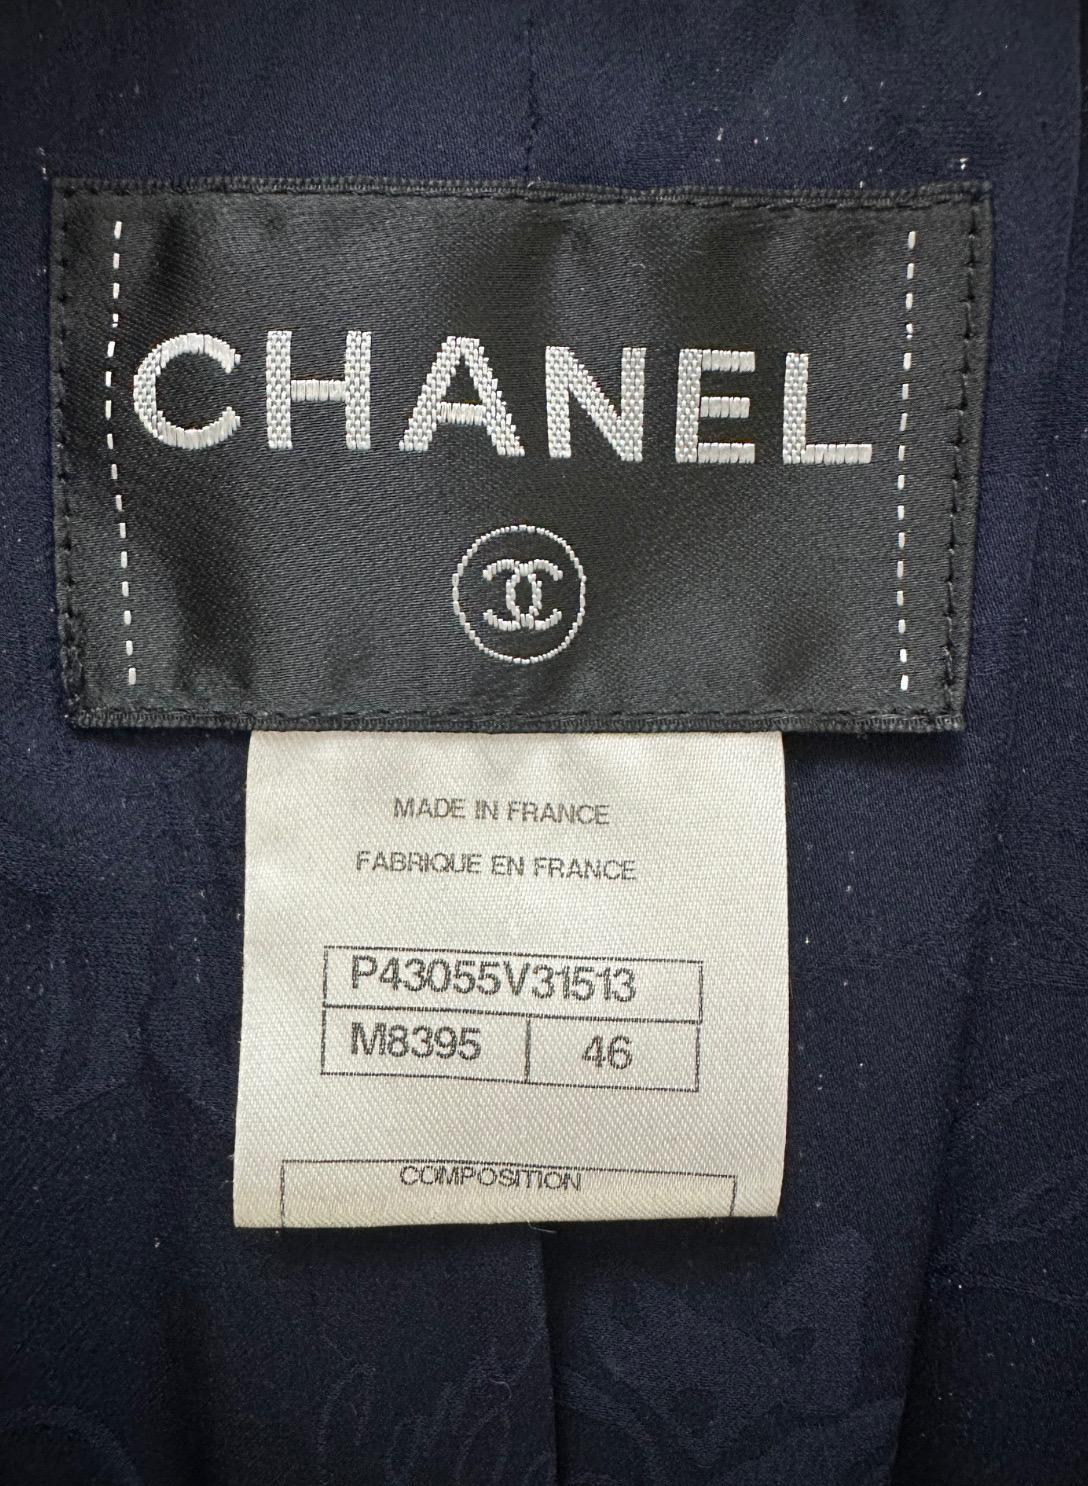 CHANEL
MADE IN FRANCE
FABRIQUE EN FRANCE
P43055V31513
M8395 46
COMPOSITION